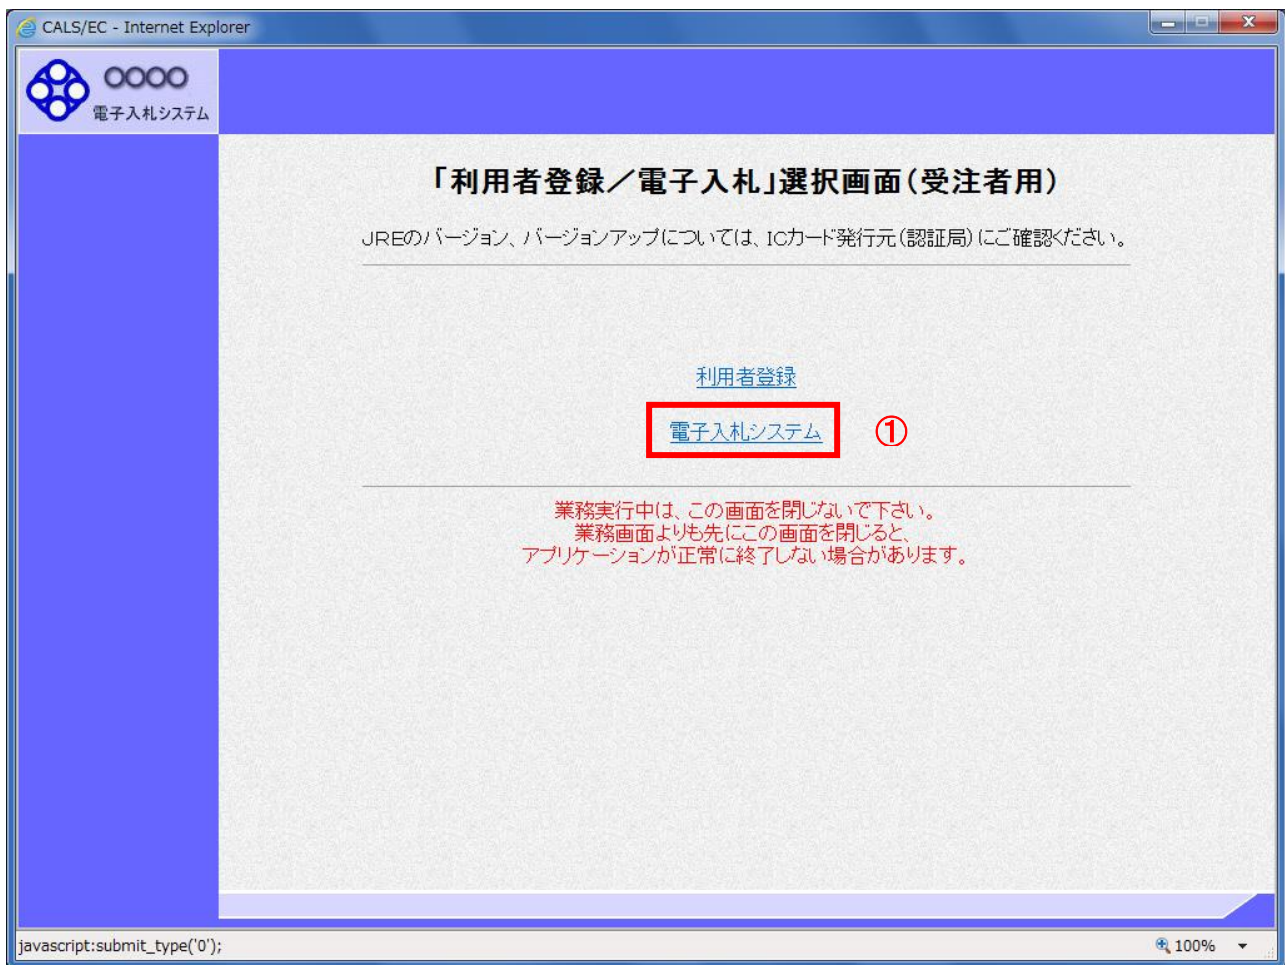 CALS/EC - Internet Explorer
○○○○
電子入札システム
「利用者登録／電子入札」選択画面（受注者用）
JREのバージョン、バージョンアップについては、ICカード発行元（認証局）にご確認ください。
利用者登録
電子入札システム ①
業務実行中は、この画面を閉じないで下さい。
業務画面よりも先にこの画面を閉じると、
アプリケーションが正常に終了しない場合があります。
javascript:submit_type('0'); 100%